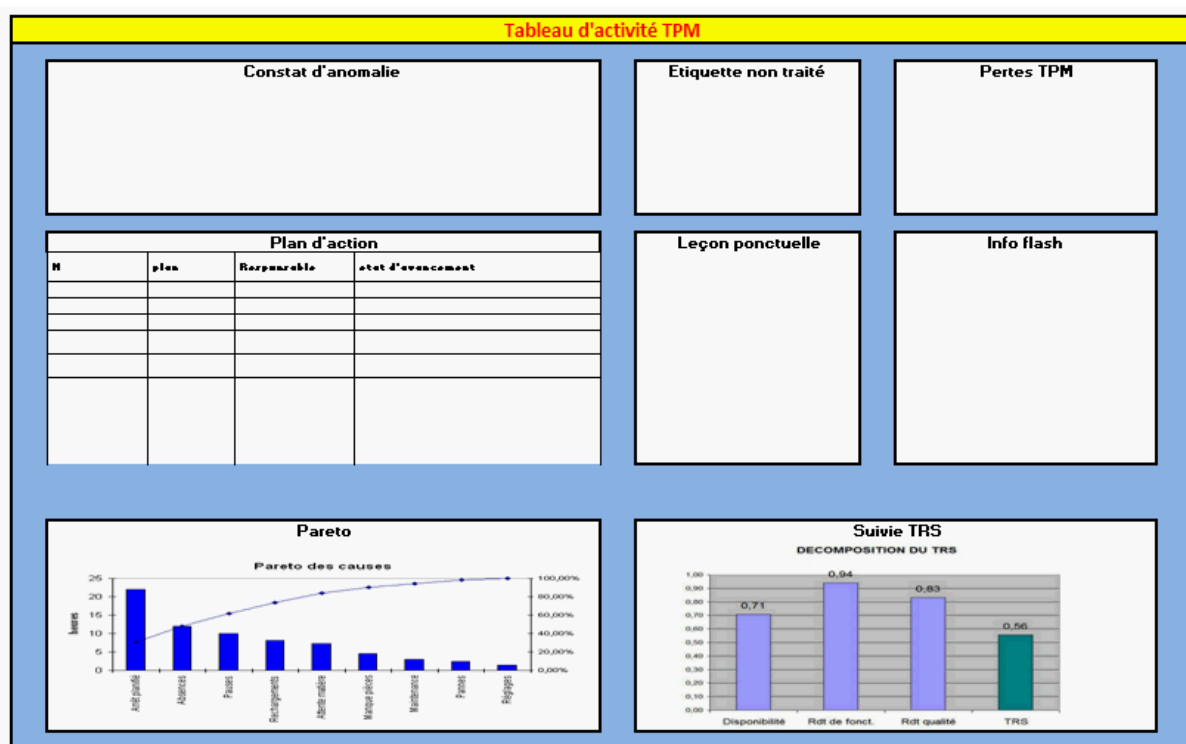 Tableau d'activité TPM
Constat d'anomalie
Etiquette non traité
Pertes TPM
Plan d'action
N plan Responsable etat d'avancement
Leçon ponctuelle
Info flash
Pareto
Pareto des causes
heures
25
20
15
10
5
0
100,00%
80,00%
60,00%
40,00%
20,00%
0,00%
Arrêt planifié
Absences
Pauses
Rechargements
Attente matière
Manque pièces
Maintenance
Pannes
Réglages
Suivie TRS
DECOMPOSITION DU TRS
1,00
0,90
0,80
0,70
0,60
0,50
0,40
0,30
0,20
0,10
0,00
0,71
0,94
0,83
0,56
Disponibilité Rdt de fonct. Rdt qualité TRS